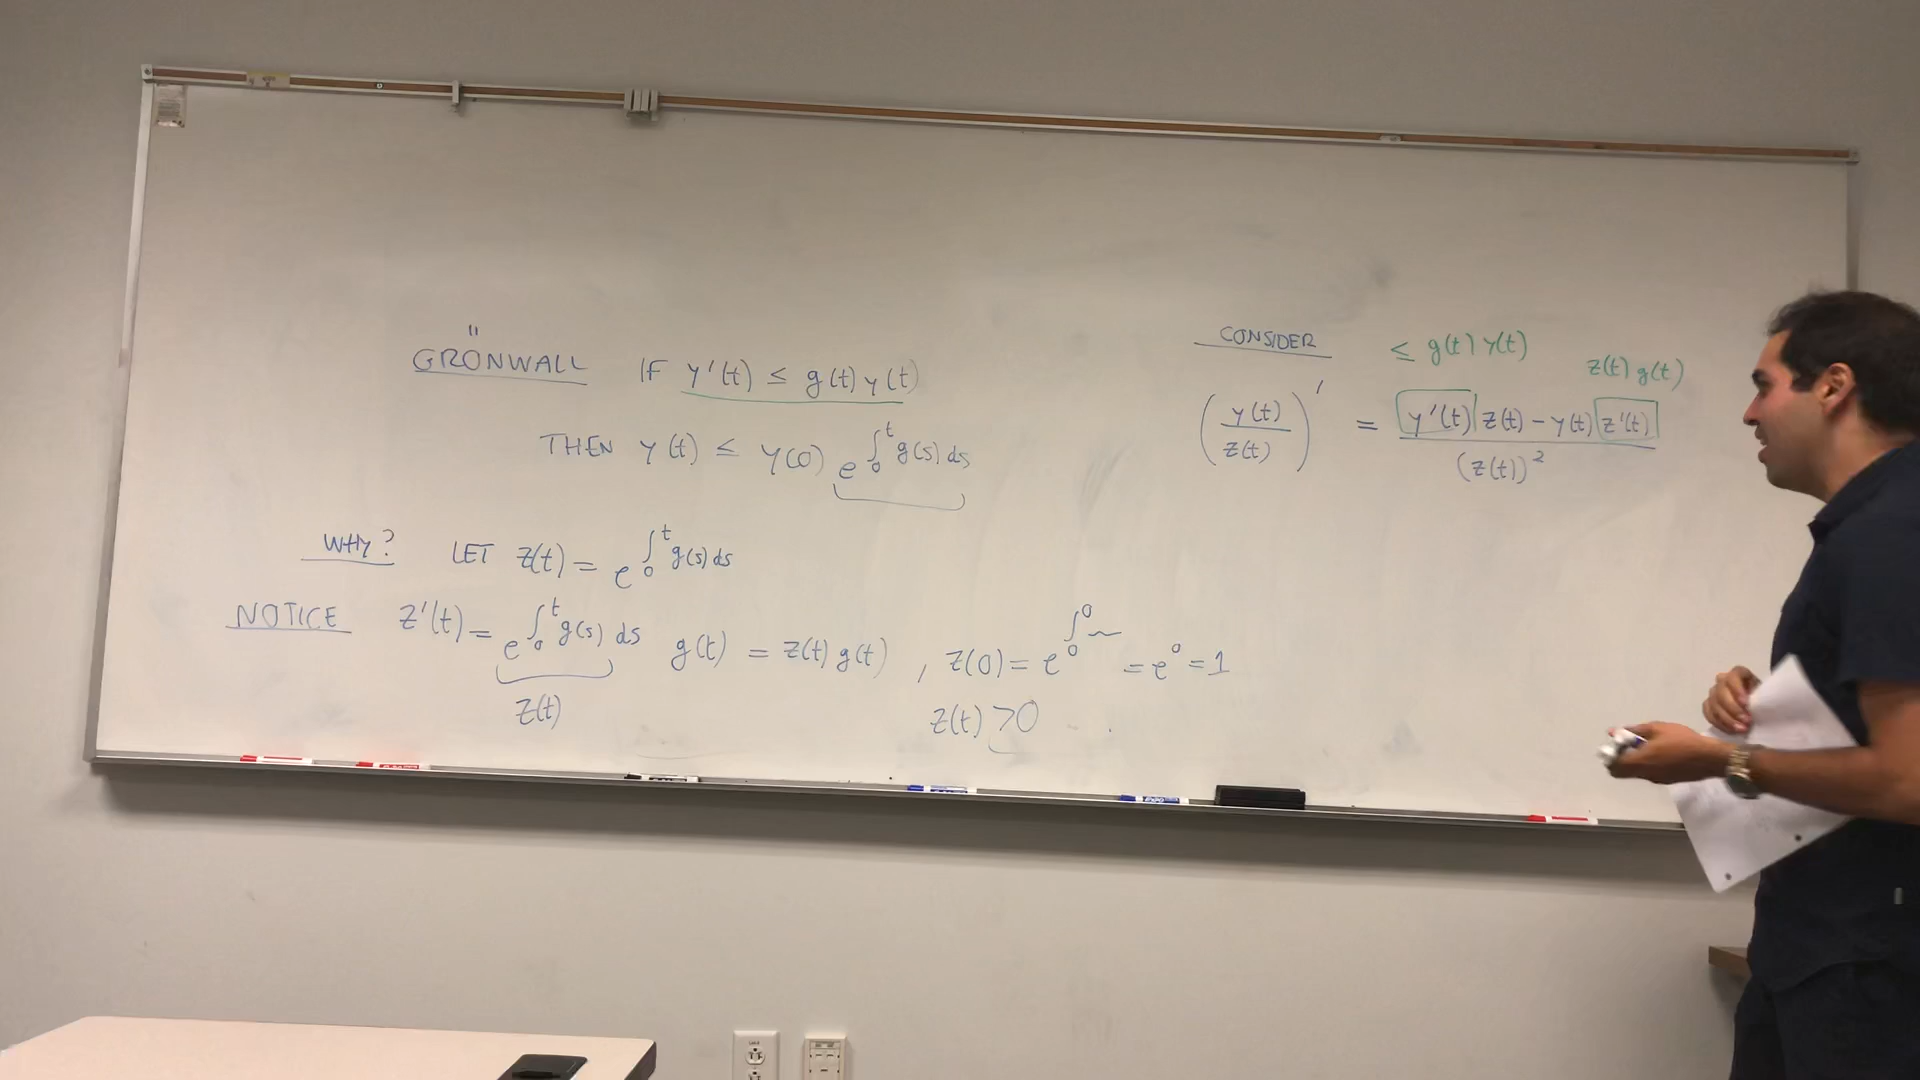 GRÖNWALL IF y'(t) ≤ g(t) y(t)
THEN y(t) ≤ y(0) e^∫_0^t g(s) ds
WHY? LET z(t) = e^∫_0^t g(s) ds
NOTICE z'(t) = e^∫_0^t g(s) ds g(t) = z(t) g(t) , z(0) = e^∫_0^0 ~ = e^0 = 1
z(t)
z(t) > 0
CONSIDER
≤ g(t) y(t) z(t) g(t)
(y(t)/z(t))' = (y'(t) z(t) - y(t) z'(t))/(z(t))^2